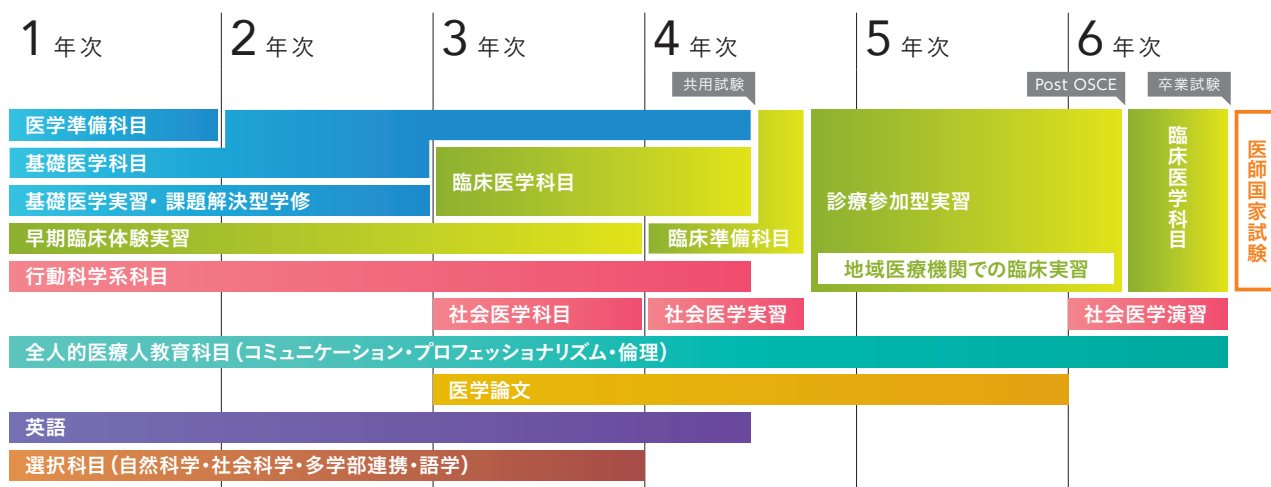 1 年次
2 年次
3 年次
4 年次
5 年次
6 年次
共用試験
Post OSCE
卒業試験
医学準備科目
基礎医学科目
基礎医学実習・課題解決型学修
臨床医学科目
早期臨床体験実習
臨床準備科目
診療参加型実習
地域医療機関での臨床実習
臨床医学科目
医師国家試験
行動科学系科目
社会医学科目
社会医学実習
社会医学演習
全人的医療人教育科目（コミュニケーション・プロフェッショナリズム・倫理）
医学論文
英語
選択科目（自然科学・社会科学・多学部連携・語学）